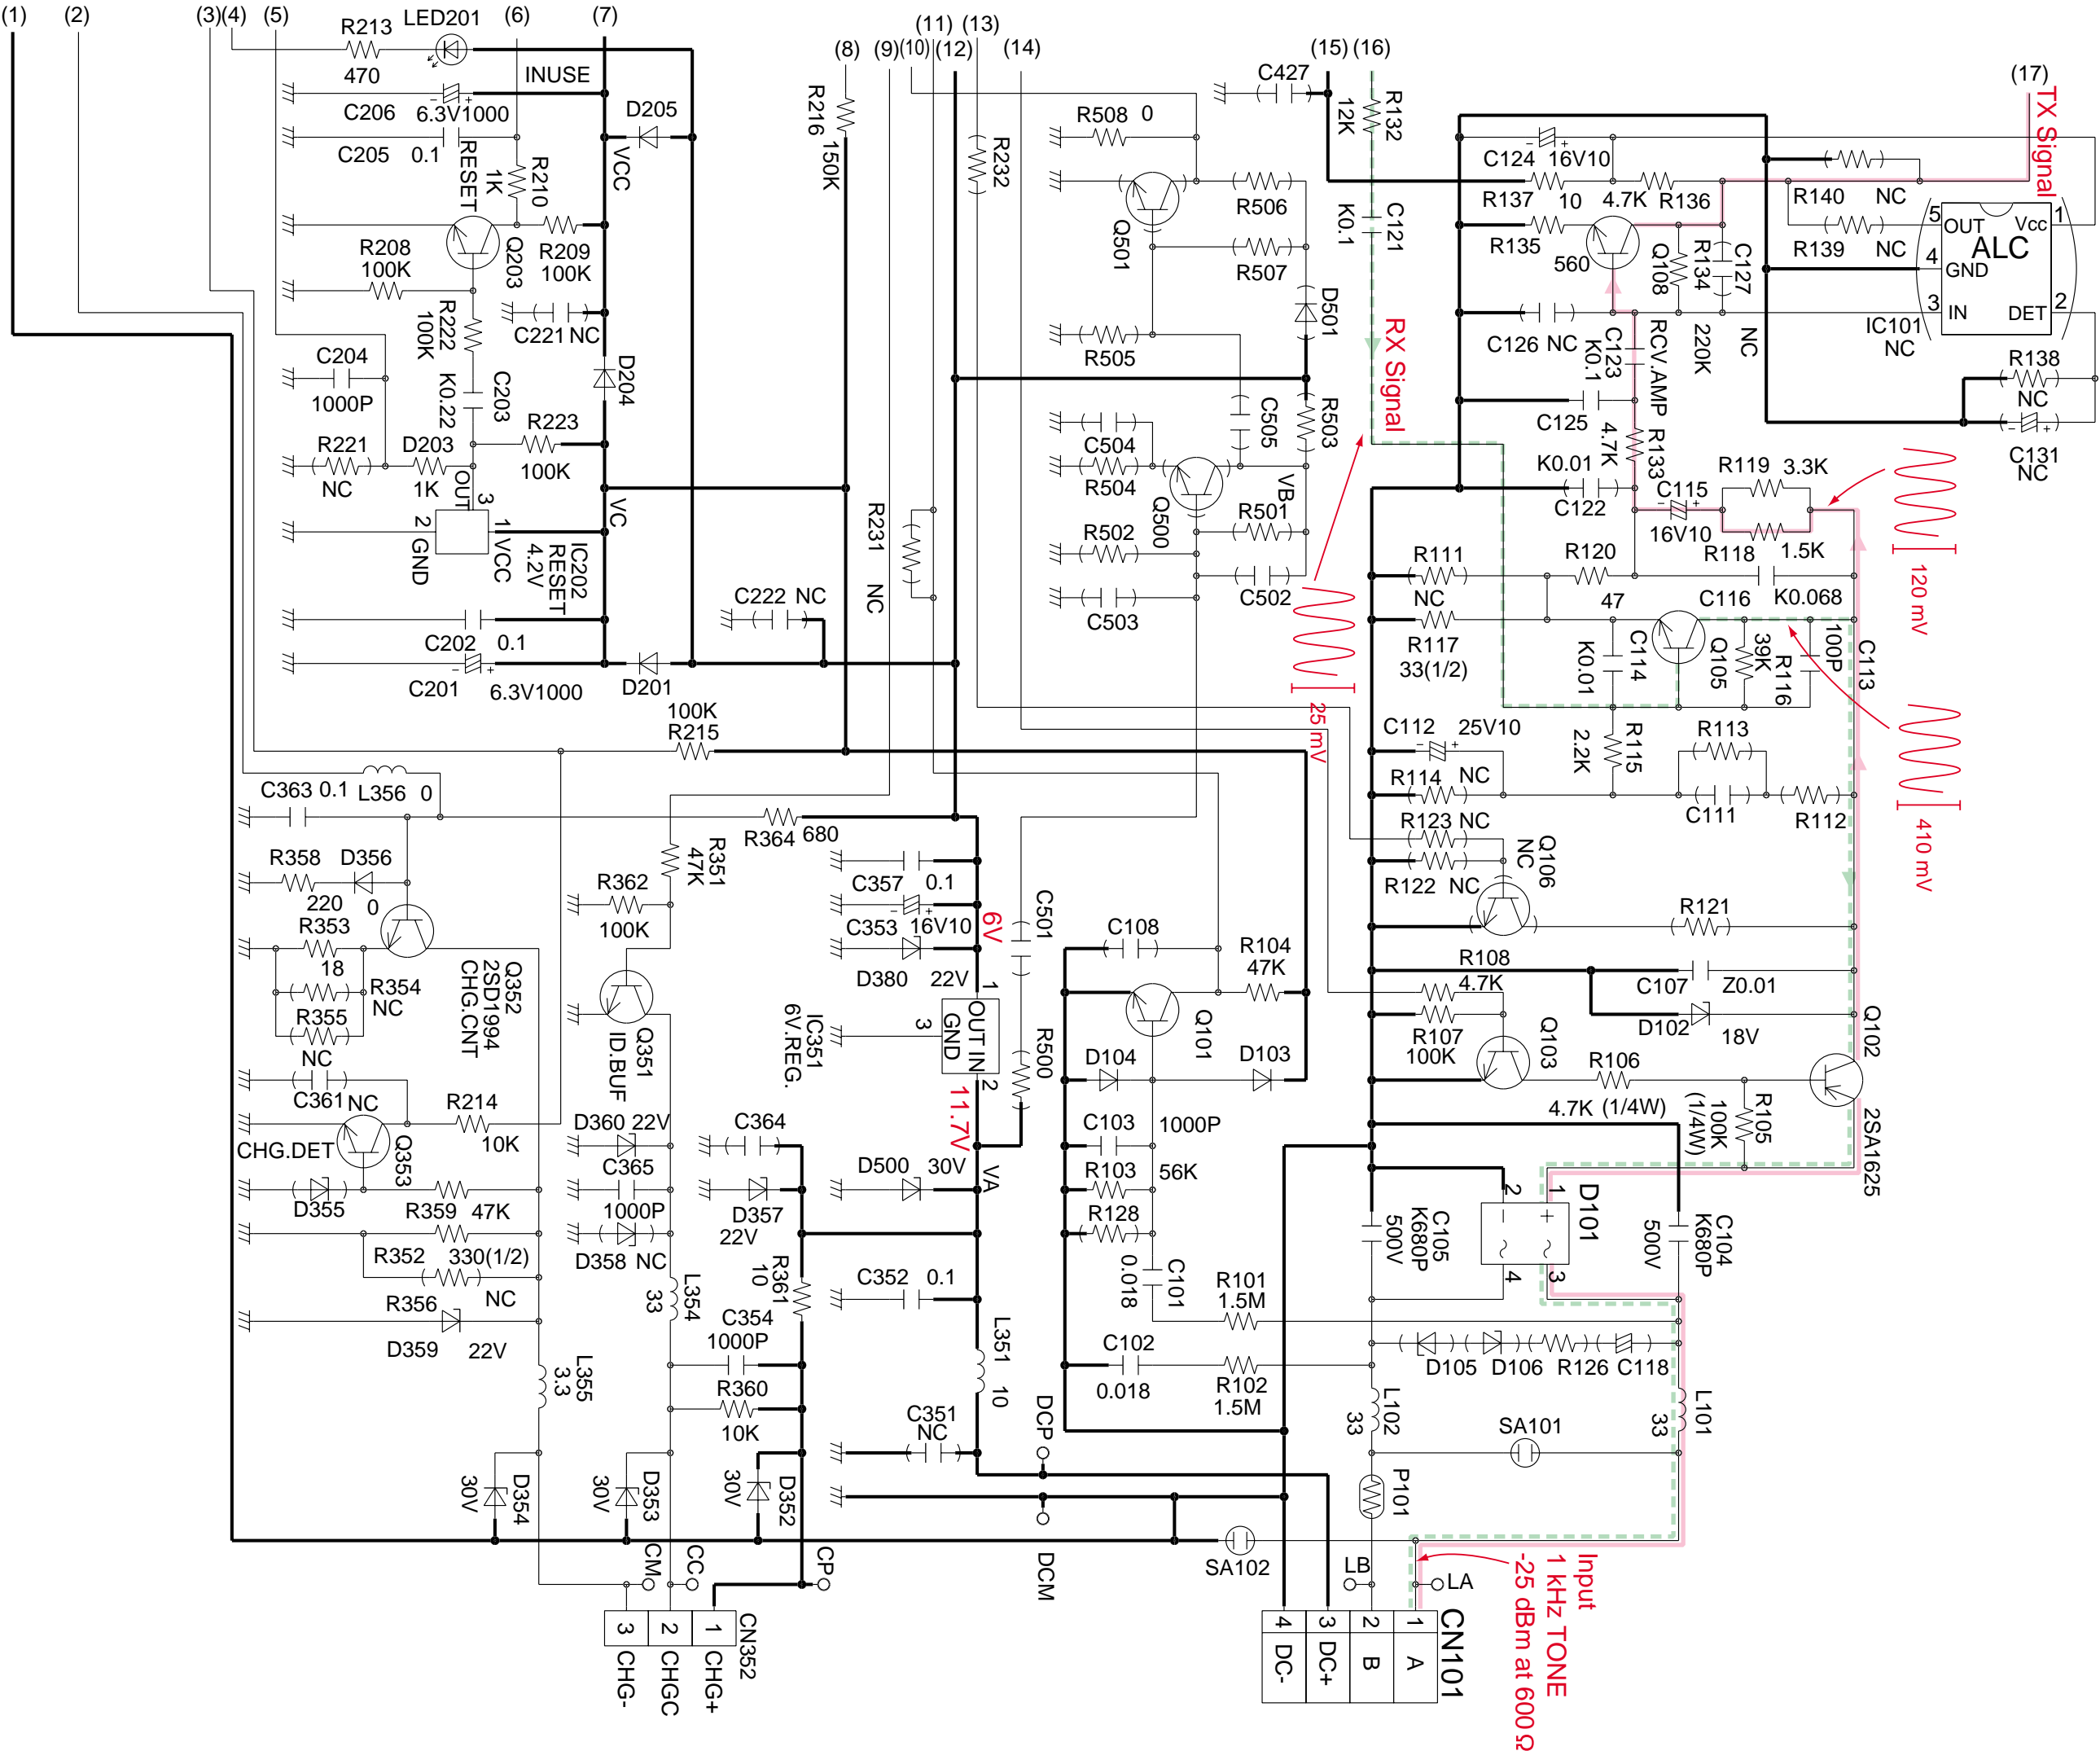 (1)
(2)
(3)(4)
(5)
(6)
(7)
(8)
(9)
(10)
(11)
(12)
(13)
(14)
(15)
(16)
(17)
TX Signal
R213
LED201
470
INUSE
C206
6.3V1000
C205
0.1
RESET
1K
R210
D205
VCC
R208
100K
Q203
R209
100K
R222
100K
C221 NC
C204
1000P
K0.22
C203
D204
R223
100K
R221
NC
D203
1K
OUT
3
2
GND
1
VCC
VC
IC202
RESET
4.2V
C202
0.1
C201
6.3V1000
D201
C222 NC
100K
R215
R216
150K
R231
NC
R232
R508
0
Q501
R506
R507
D501
R505
C504
R504
C505
R503
VB
Q500
R501
R502
C502
C503
C427
12K
R132
K0.1
C121
RX Signal
25 mV
C124
16V10
R137
10
4.7K
R136
R135
560
Q108
R134
C127
R140
NC
R139
NC
5
OUT
Vcc
1
ALC
4
GND
3
IN
DET
2
IC101
NC
C126 NC
C123
K0.1
RCV.AMP
220K
NC
R138
NC
C131
NC
C125
4.7K
R133
K0.01
C122
C115
16V10
R119
3.3K
R118
1.5K
120 mV
R111
NC
R120
47
C116
K0.068
R117
33(1/2)
K0.01
C114
Q105
39K
R116
100P
C113
410 mV
C112
25V10
R114 NC
2.2K
R115
R113
C111
R112
R123 NC
R122 NC
Q106
NC
R121
R108
4.7K
C107
Z0.01
D102
18V
R107
100K
Q103
R106
4.7K (1/4W)
100K
(1/4W)
R105
Q102
2SA1625
C363 0.1
L356 0
R364 680
R358
220
D356
0
R353
18
R354
NC
R355
NC
Q352
2SD1994
CHG.CNT
C361
NC
R214
10K
CHG.DET
Q353
D355
R359
47K
R352
330(1/2)
R356
NC
D359
22V
L355
3.3
R351
47K
R362
100K
Q351
ID.BUF
D360 22V
C365
1000P
D358 NC
L354
33
C364
D357
22V
R361
10
C354
1000P
R360
10K
C357
0.1
C353
16V10
6V
D380
22V
IC351
6V.REG.
1
OUT IN
GND
3
2
11.7V
D500
30V
VA
C501
R500
C352
0.1
L351
10
C351
NC
DCP
DCM
C108
R104
47K
Q101
D104
D103
C103
1000P
R103
56K
R128
0.018
C101
R101
1.5M
C102
0.018
R102
1.5M
C105
K680P
500V
2
1
D101
4
3
C104
K680P
500V
D105
D106
R126
C118
L102
33
L101
33
SA101
P101
SA102
LB
LA
Input
1 kHz TONE
-25 dBm at 600Ω
CN101
4
DC-
3
DC+
2
B
1
A
D354
30V
D353
30V
D352
30V
CM
CC
CP
CN352
3
CHG-
2
CHGC
1
CHG+